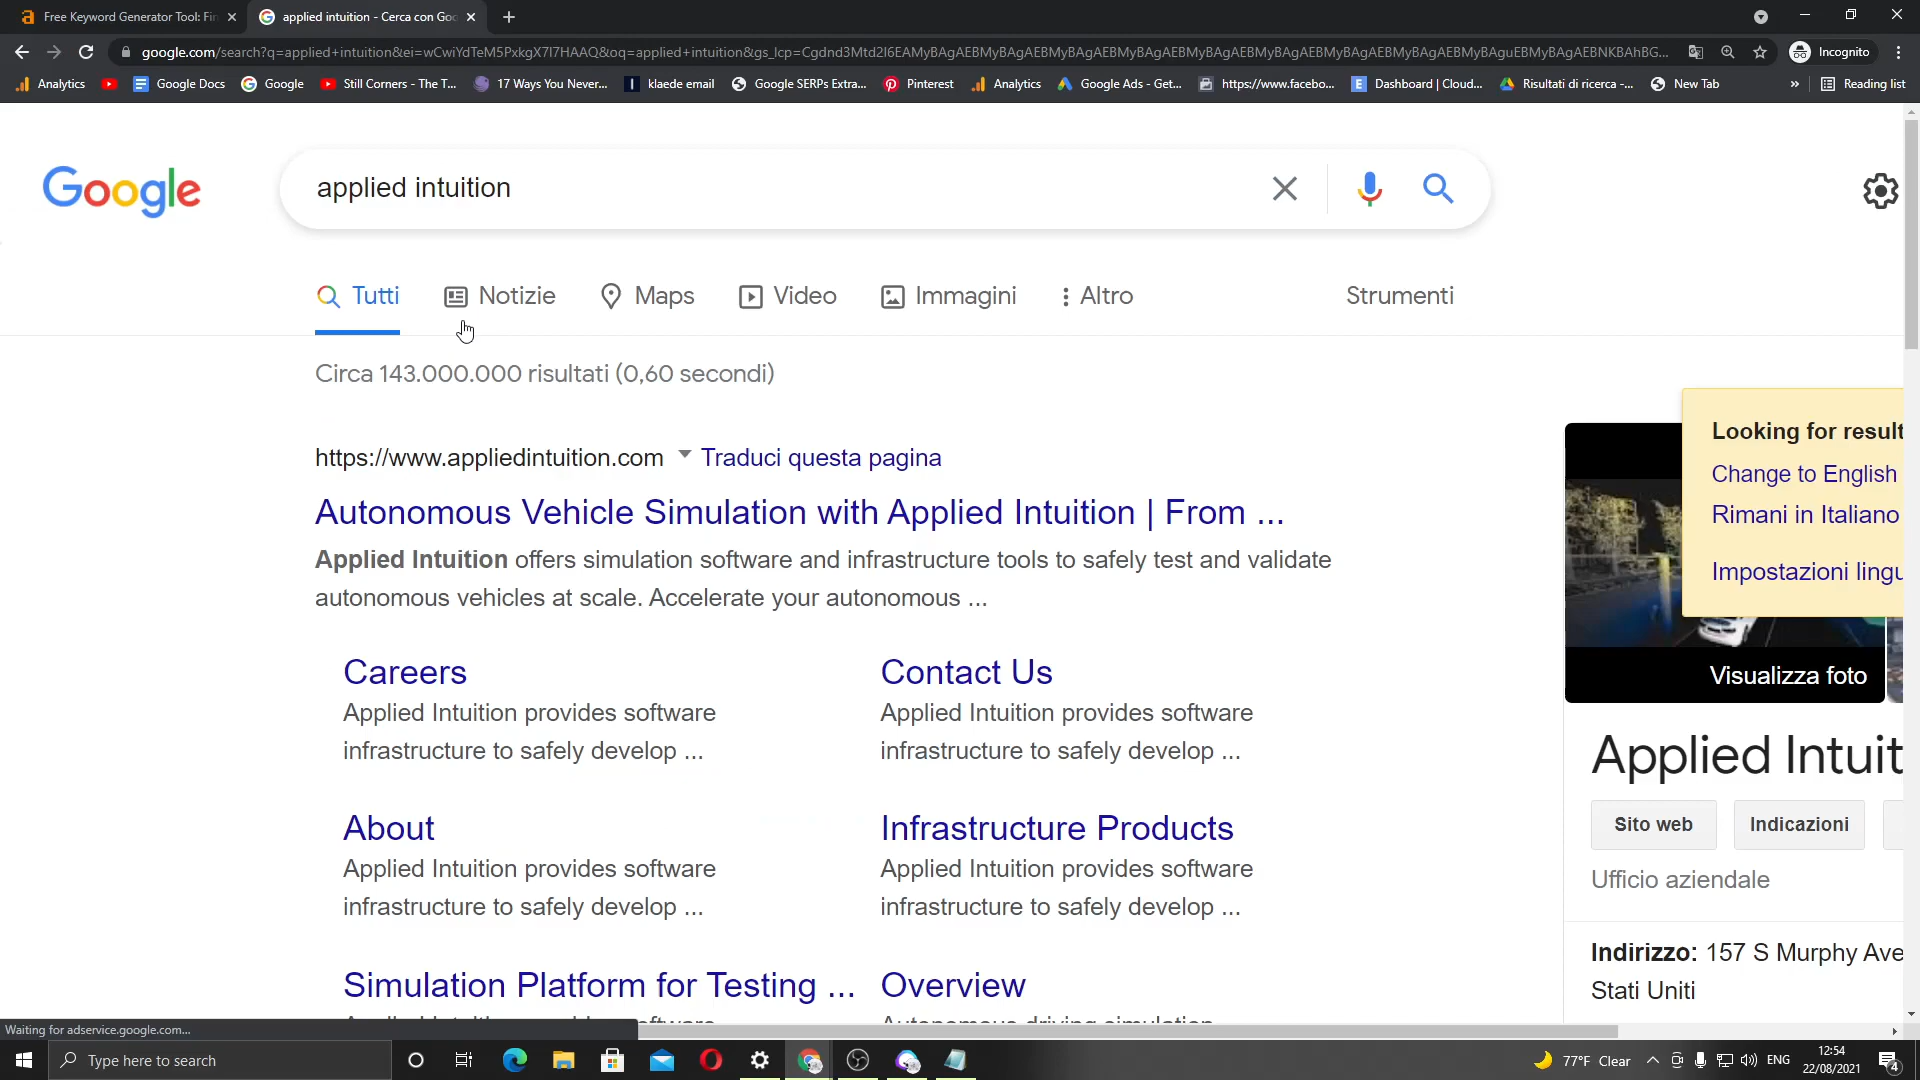 Free Keyword Generator Tool: Fin
applied intuition - Cerca con Goo
google.com/search?q=applied+intuition&ei=wCwiYdTeM5PxkgX7l7HAAQ&oq=applied+intuition&gs_lcp=Cgdnd3Mtd2l6EAMyBAgAEBMyBAgAEBMyBAgAEBMyBAgAEBMyBAgAEBMyBAgAEBMyBAgAEBMyBAgAEBMyBAguEBMyBAgAEBNKBAhBG...
Incognito
Analytics
Google Docs
Google
Still Corners - The T...
17 Ways You Never...
klaede email
Google SERPs Extra...
Pinterest
Analytics
Google Ads - Get...
https://www.facebo...
Dashboard | Cloud...
Risultati di ricerca -...
New Tab
»
Reading list
Google
applied intuition
Tutti
Notizie
Maps
Video
Immagini
Altro
Strumenti
Circa 143.000.000 risultati (0,60 secondi)
https://www.appliedintuition.com
Traduci questa pagina
Autonomous Vehicle Simulation with Applied Intuition | From ...
Applied Intuition offers simulation software and infrastructure tools to safely test and validate
autonomous vehicles at scale. Accelerate your autonomous ...
Careers
Applied Intuition provides software
infrastructure to safely develop ...
Contact Us
Applied Intuition provides software
infrastructure to safely develop ...
About
Applied Intuition provides software
infrastructure to safely develop ...
Infrastructure Products
Applied Intuition provides software
infrastructure to safely develop ...
Simulation Platform for Testing ...
Overview
Autonomous driving simulation
Looking for result
Change to English
Rimani in Italiano
Impostazioni lingu
Visualizza foto
Applied Intuit
Sito web
Indicazioni
Ufficio aziendale
Indirizzo: 157 S Murphy Ave
Stati Uniti
Waiting for adservice.google.com...
Type here to search
77°F Clear
ENG
12:54
22/08/2021
4